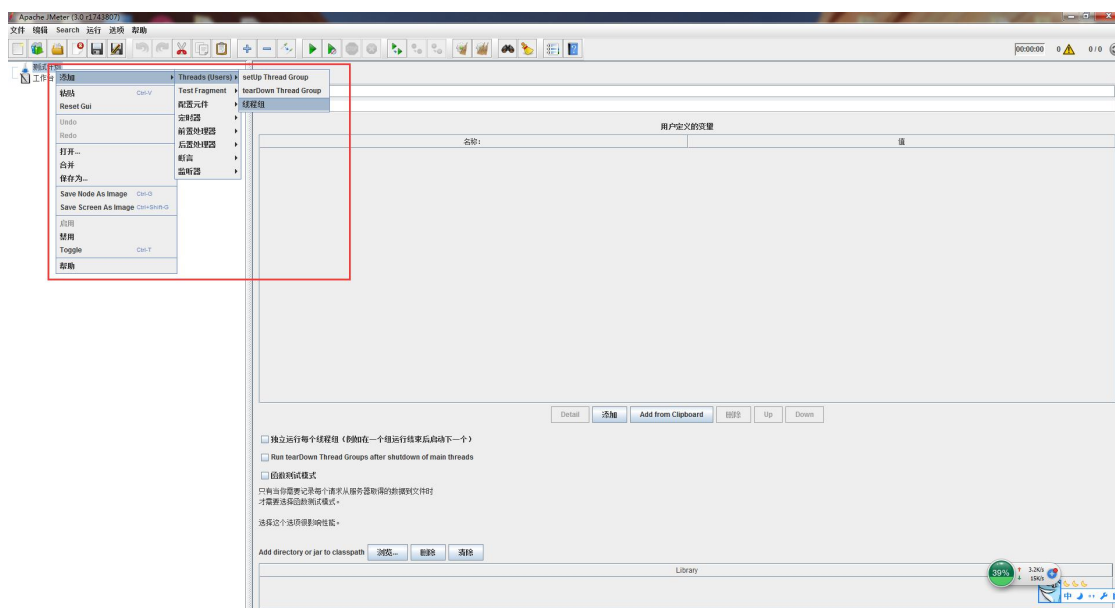 Apache JMeter (3.0 r1743807)
文件 编辑 Search 运行 选项 帮助
00:00:00 0 0 / 0
测试计划
工作台
添加
粘贴 Ctrl-V
Reset Gui
Undo
Redo
打开...
合并
保存为...
Save Node As Image Ctrl-G
Save Screen As Image Ctrl+Shift-G
启用
禁用
Toggle Ctrl-T
帮助
Threads (Users)
Test Fragment
配置元件
定时器
前置处理器
后置处理器
断言
监听器
setUp Thread Group
tearDown Thread Group
线程组
用户定义的变量
名称: 值
Detail 添加 Add from Clipboard 删除 Up Down
独立运行每个线程组（例如在一个组运行结束后启动下一个）
Run tearDown Thread Groups after shutdown of main threads
函数测试模式
只有当你需要记录每个请求从服务器取得的数据到文件时
才需要选择函数测试模式。
选择这个选项很影响性能。
Add directory or jar to classpath 浏览... 删除 清除
Library
39% 3.2K/s
15K/s
中